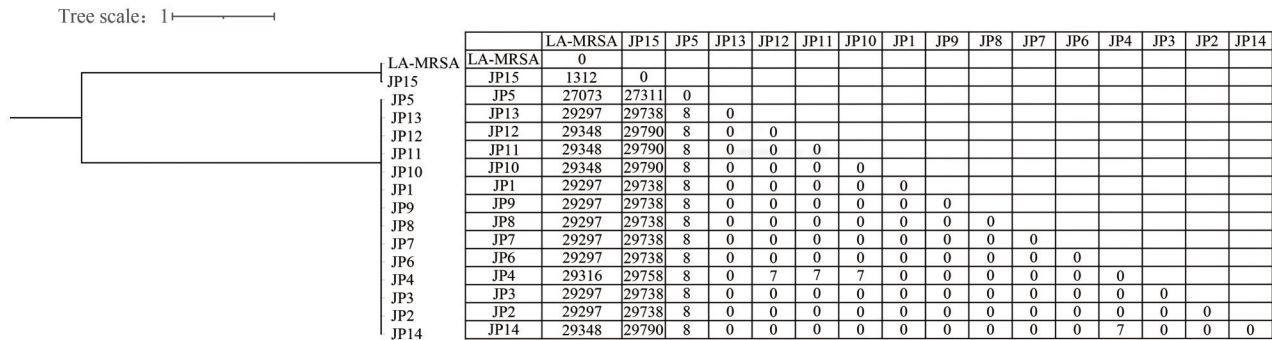 Tree scale: 1
LA-MRSA JP15 JP5 JP13 JP12 JP11 JP10 JP1 JP9 JP8 JP7 JP6 JP4 JP3 JP2 JP14
LA-MRSA LA-MRSA 0
JP15 JP15 1312 0
JP5 JP5 27073 27311 0
JP13 JP13 29297 29738 8 0
JP12 JP12 29348 29790 8 0 0
JP11 JP11 29348 29790 8 0 0 0
JP10 JP10 29348 29790 8 0 0 0 0
JP1 JP1 29297 29738 8 0 0 0 0 0
JP9 JP9 29297 29738 8 0 0 0 0 0 0
JP8 JP8 29297 29738 8 0 0 0 0 0 0 0
JP7 JP7 29297 29738 8 0 0 0 0 0 0 0 0
JP6 JP6 29297 29738 8 0 0 0 0 0 0 0 0 0
JP4 JP4 29316 29758 8 0 7 7 7 0 0 0 0 0 0
JP3 JP3 29297 29738 8 0 0 0 0 0 0 0 0 0 0 0
JP2 JP2 29297 29738 8 0 0 0 0 0 0 0 0 0 0 0 0
JP14 JP14 29348 29790 8 0 0 0 0 0 0 0 0 0 7 0 0 0